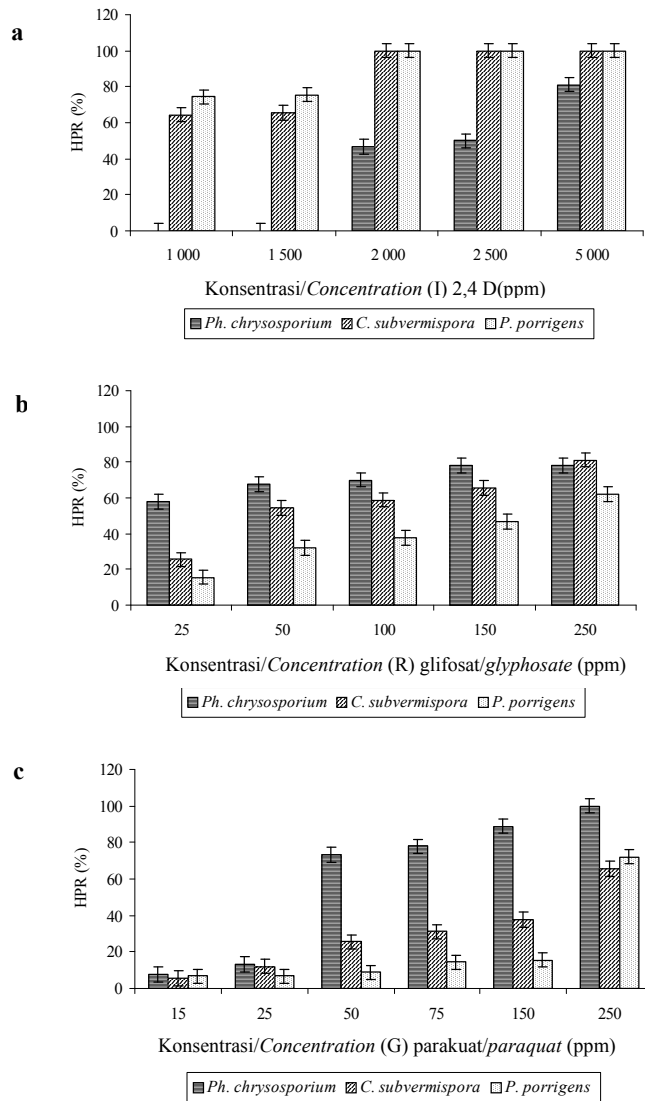 a
HPR (%)
120
100
80
60
40
20
0
1 000 1 500 2 000 2 500 5 000
Konsentrasi/Concentration (I) 2,4 D(ppm)
Ph. chrysosporium C. subvermispora P. porrigens
b
HPR (%)
120
100
80
60
40
20
0
25 50 100 150 250
Konsentrasi/Concentration (R) glifosat/glyphosate (ppm)
Ph. chrysosporium C. subvermispora P. porrigens
c
HPR (%)
120
100
80
60
40
20
0
15 25 50 75 150 250
Konsentrasi/Concentration (G) parakuat/paraquat (ppm)
Ph. chrysosporium C. subvermispora P. porrigens